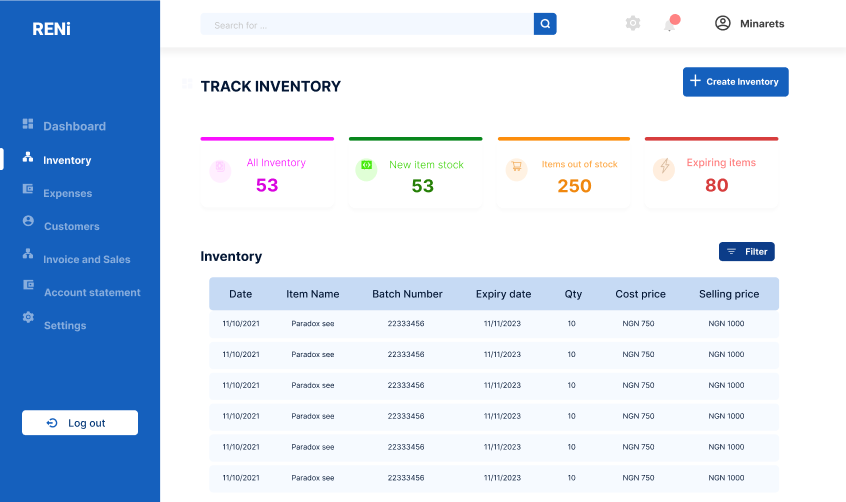 RENi
Search for ...
Minarets
Dashboard
Inventory
Expenses
Customers
Invoice and Sales
Account statement
Settings
Log out
TRACK INVENTORY
Create Inventory
All Inventory
53
New item stock
53
Items out of stock
250
Expiring items
80
Inventory
Filter
Date Item Name Batch Number Expiry date Qty Cost price Selling price
11/10/2021 Paradox see 22333456 11/11/2023 10 NGN 750 NGN 1000
11/10/2021 Paradox see 22333456 11/11/2023 10 NGN 750 NGN 1000
11/10/2021 Paradox see 22333456 11/11/2023 10 NGN 750 NGN 1000
11/10/2021 Paradox see 22333456 11/11/2023 10 NGN 750 NGN 1000
11/10/2021 Paradox see 22333456 11/11/2023 10 NGN 750 NGN 1000
11/10/2021 Paradox see 22333456 11/11/2023 10 NGN 750 NGN 1000